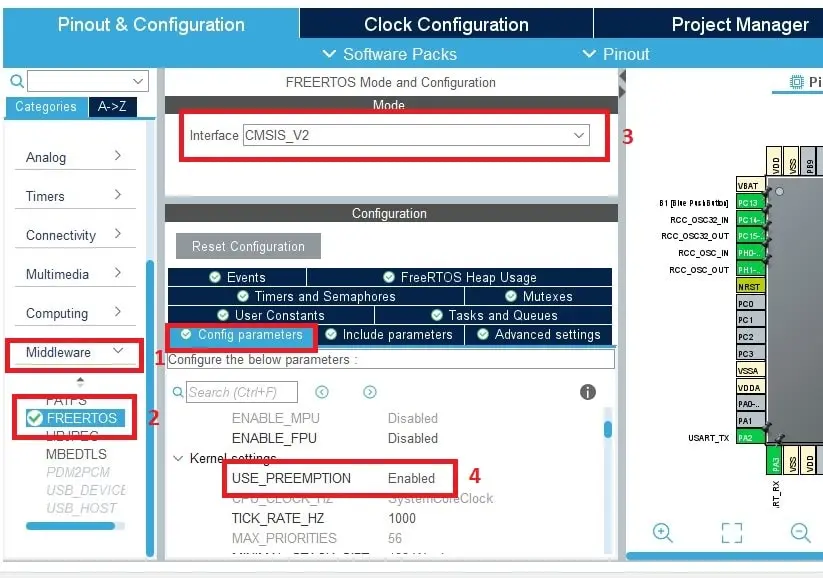 Pinout & Configuration
Clock Configuration
Project Manager
Software Packs
Pinout
Categories
A->Z
Analog
Timers
Connectivity
Multimedia
Computing
Middleware
1
FATFS
FREERTOS
2
LIBJPEG
MBEDTLS
PDM2PCM
USB_DEVICE
USB_HOST
FREERTOS Mode and Configuration
Mode
Interface CMSIS_V2
3
Configuration
Reset Configuration
Events
FreeRTOS Heap Usage
Timers and Semaphores
Mutexes
User Constants
Tasks and Queues
Config parameters
Include parameters
Advanced settings
Configure the below parameters :
Search (Ctrl+F)
ENABLE_MPU Disabled
ENABLE_FPU Disabled
Kernel settings
USE_PREEMPTION Enabled
4
CPU_CLOCK_HZ SystemCoreClock
TICK_RATE_HZ 1000
MAX_PRIORITIES 56
Pi
VDD
VSS
PB9
VBAT
B1 [Blue PushButton] PC13
RCC_OSC32_IN PC14-..
RCC_OSC32_OUT PC15-..
RCC_OSC_IN PH0-..
RCC_OSC_OUT PH1-..
NRST
PC0
PC1
PC2
PC3
VSSA
VDDA
PA0-..
PA1
USART_TX PA2
PA3
VSS
VDD